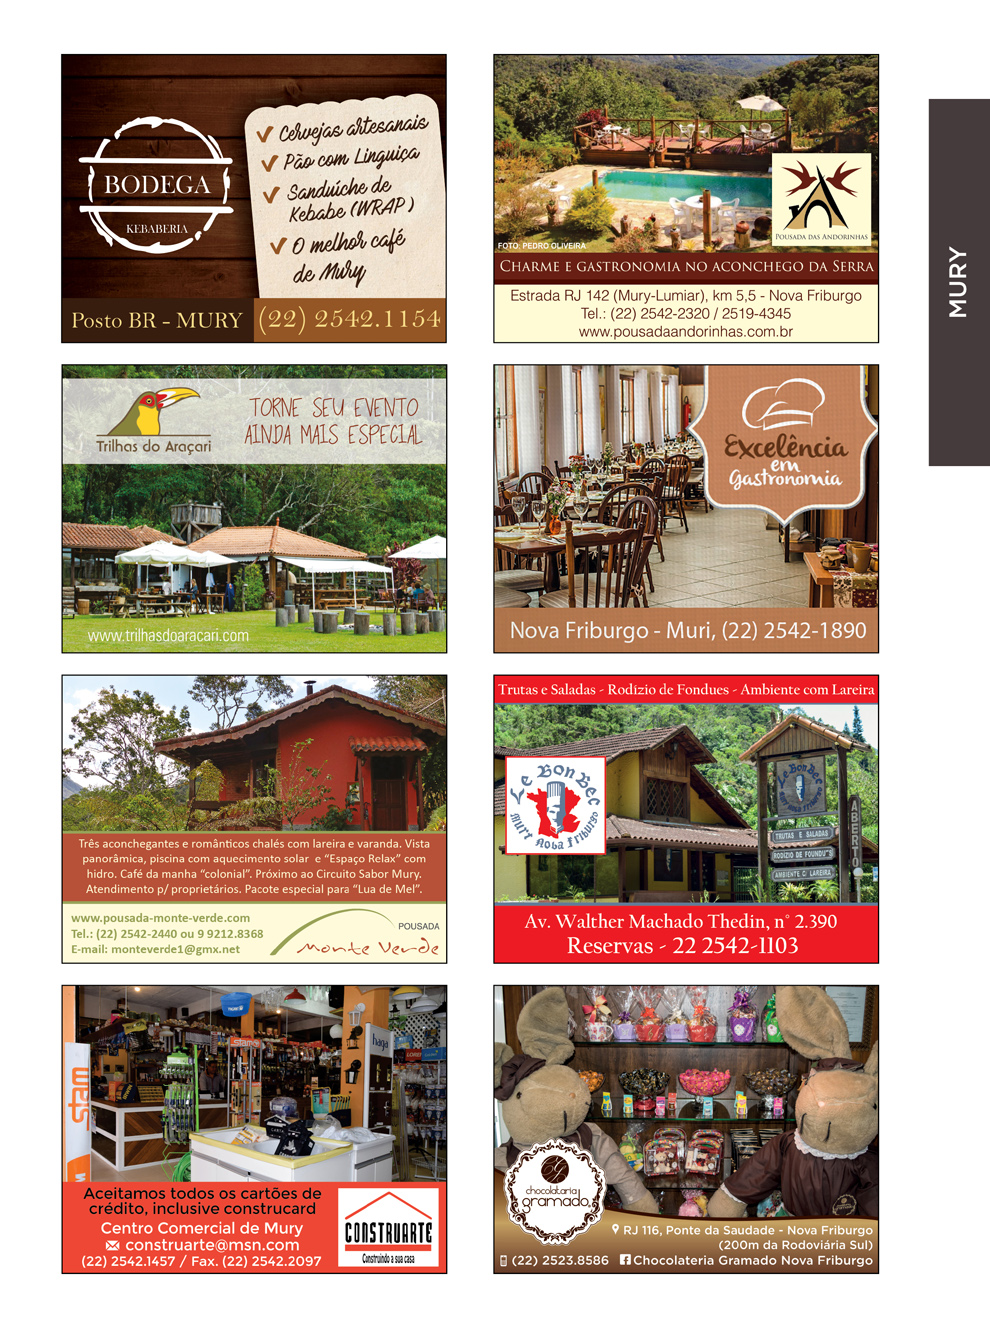 BODEGA
KEBABERIA
Cervejas artesanais
Pão com Linguiça
Sanduíche de
Kebabe (WRAP)
O melhor café
de Mury
Posto BR - MURY
(22) 2542.1154
FOTO: PEDRO OLIVEIRA
POUSADA DAS ANDORINHAS
CHARME E GASTRONOMIA NO ACONCHEGO DA SERRA
Estrada RJ 142 (Mury-Lumiar), km 5,5 - Nova Friburgo
Tel.: (22) 2542-2320 / 2519-4345
www.pousadaandorinhas.com.br
MURY
Trilhas do Araçari
TORNE SEU EVENTO
AINDA MAIS ESPECIAL
www.trilhasdoaracari.com
Excelência
em
Gastronomia
Nova Friburgo - Muri, (22) 2542-1890
Três aconchegantes e românticos chalés com lareira e varanda. Vista
panorâmica, piscina com aquecimento solar e "Espaço Relax" com
hidro. Café da manha "colonial". Próximo ao Circuito Sabor Mury.
Atendimento p/ proprietários. Pacote especial para "Lua de Mel".
www.pousada-monte-verde.com
Tel.: (22) 2542-2440 ou 9 9212.8368
E-mail: monteverde1@gmx.net
POUSADA
Monte Verde
Trutas e Saladas - Rodízio de Fondues - Ambiente com Lareira
Le Bon Bec
Mury Nova Friburgo
Le Bon Bec
TRUTAS E SALADAS
RODIZIO DE FONDU
AMBIENTE C/ LAREIRA
ABERTO
Av. Walther Machado Thedin, n° 2.390
Reservas - 22 2542-1103
stam
stam
haga
Aceitamos todos os cartões de
crédito, inclusive construcard
Centro Comercial de Mury
construarte@msn.com
(22) 2542.1457 / Fax. (22) 2542.2097
CONSTRUARTE
Construindo a sua casa
chocolataria
gramado
RJ 116, Ponte da Saudade - Nova Friburgo
(200m da Rodoviária Sul)
(22) 2523.8586
Chocolateria Gramado Nova Friburgo